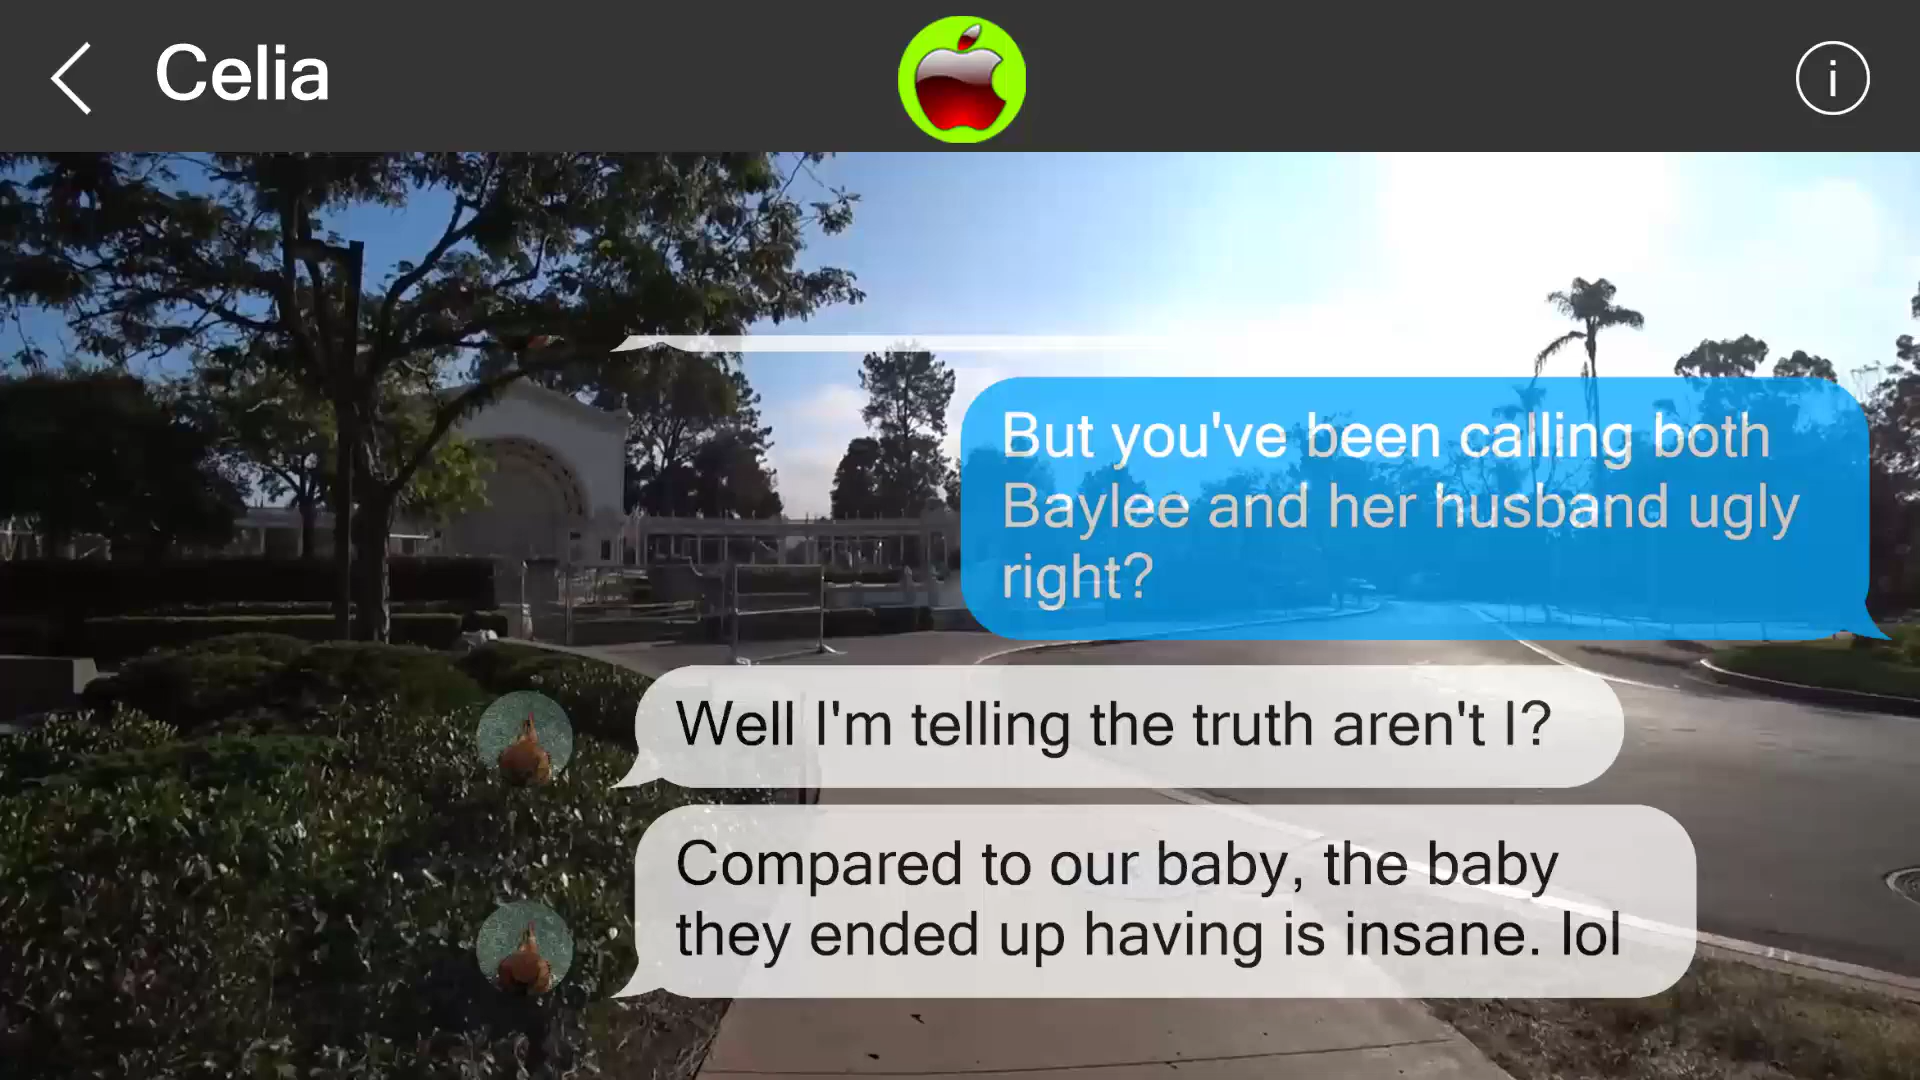 Celia
But you've been calling both
Baylee and her husband ugly
right?
Well I'm telling the truth aren't I?
Compared to our baby, the baby
they ended up having is insane. lol